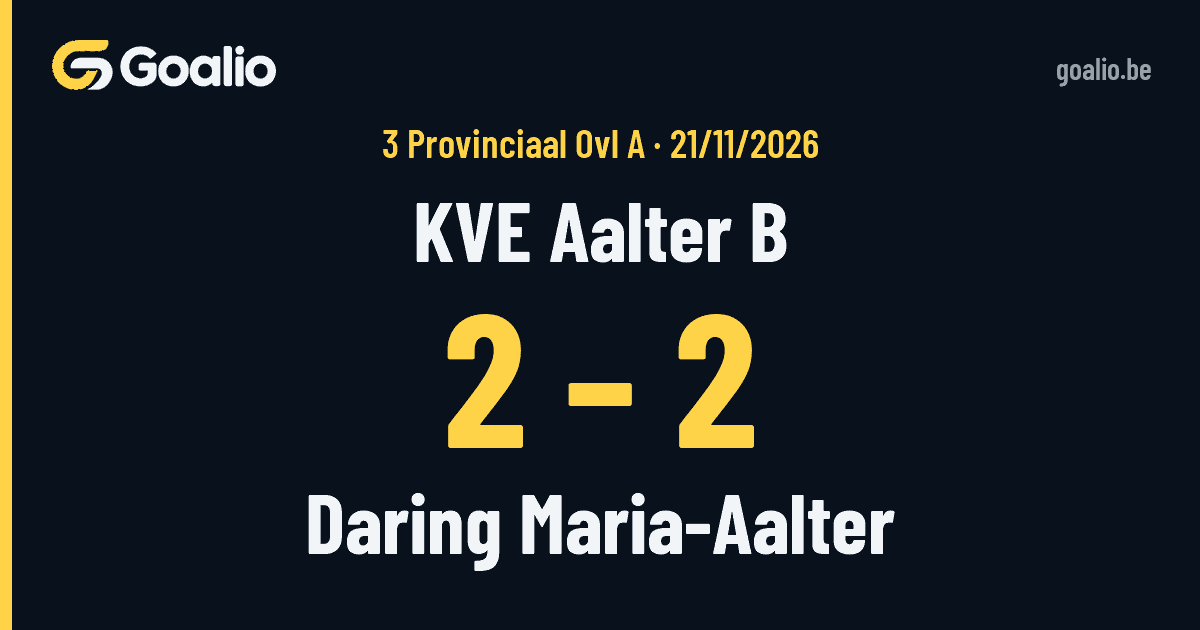 Goalio
goalio.be
3 Provinciaal Ovl A · 21/11/2026
KVE Aalter B
2 - 2
Daring Maria-Aalter